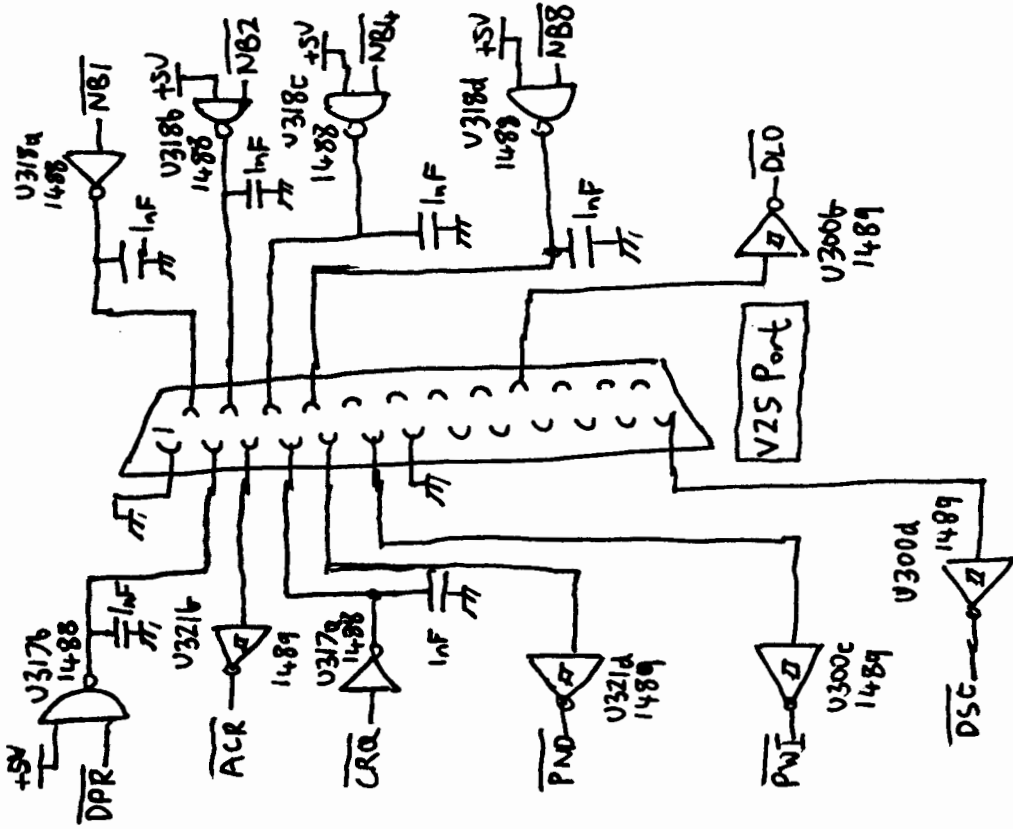 NB1
U318a
1488
1nF
+5V
NB2
U318b
1488
1nF
+5V
NB4
U318c
1488
1nF
+5V
NB8
U318d
1488
1nF
DLO
U300b
1489
V25 Port
1
+5V
DPR
U317b
1488
1nF
ACR
U321b
1489
CRQ
U317a
1488
1nF
PND
U321d
1489
PWI
U300c
1489
DSC
U300d
1489